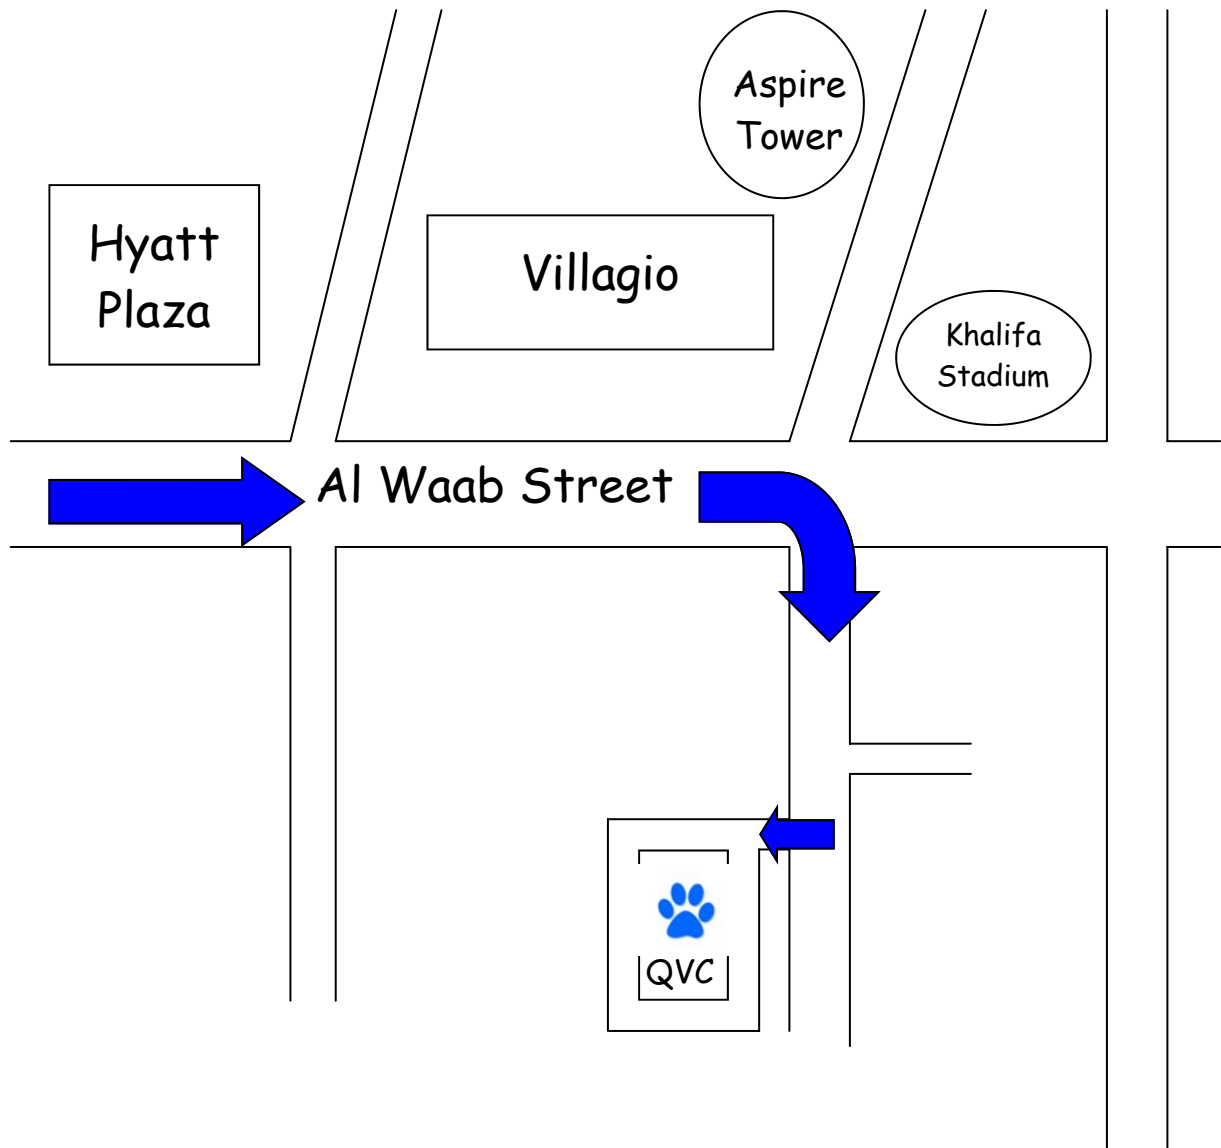 Aspire
Tower
Hyatt
Plaza
Villagio
Khalifa
Stadium
Al Waab Street
QVC